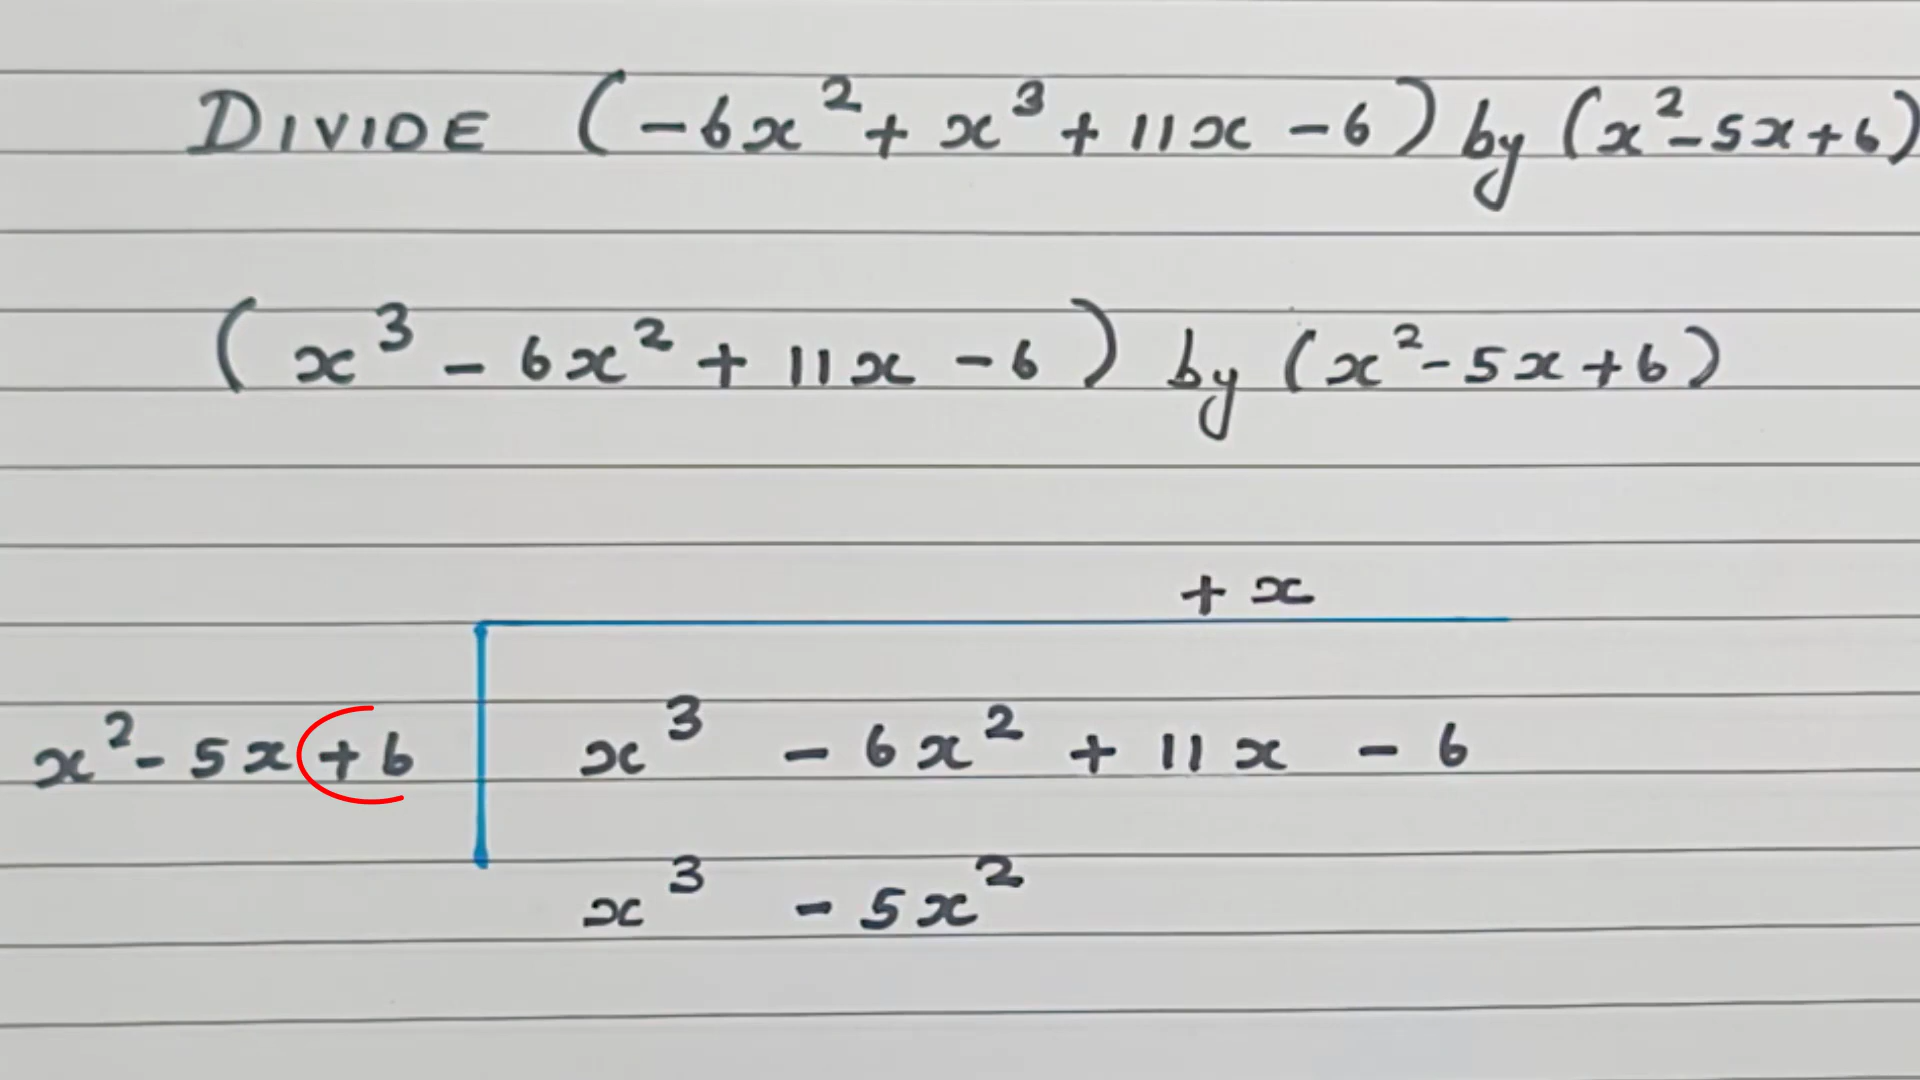 DIVIDE (-6x² + x³ + 11x - 6) by (x² - 5x + 6)
(x³ - 6x² + 11x - 6) by (x² - 5x + 6)
+ x
x² - 5x + 6 x³ - 6x² + 11x - 6
x³ - 5x²